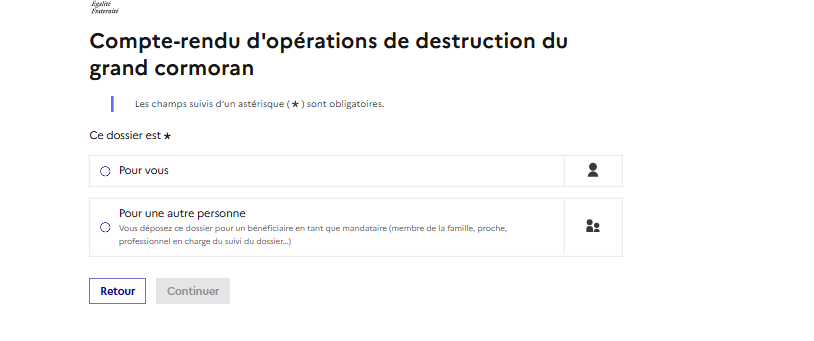 Égalité
Fraternité
Compte-rendu d'opérations de destruction du
grand cormoran
Les champs suivis d'un astérisque ( * ) sont obligatoires.
Ce dossier est *
Pour vous
Pour une autre personne
Vous déposez ce dossier pour un bénéficiaire en tant que mandataire (membre de la famille, proche,
professionnel en charge du suivi du dossier…)
Retour Continuer